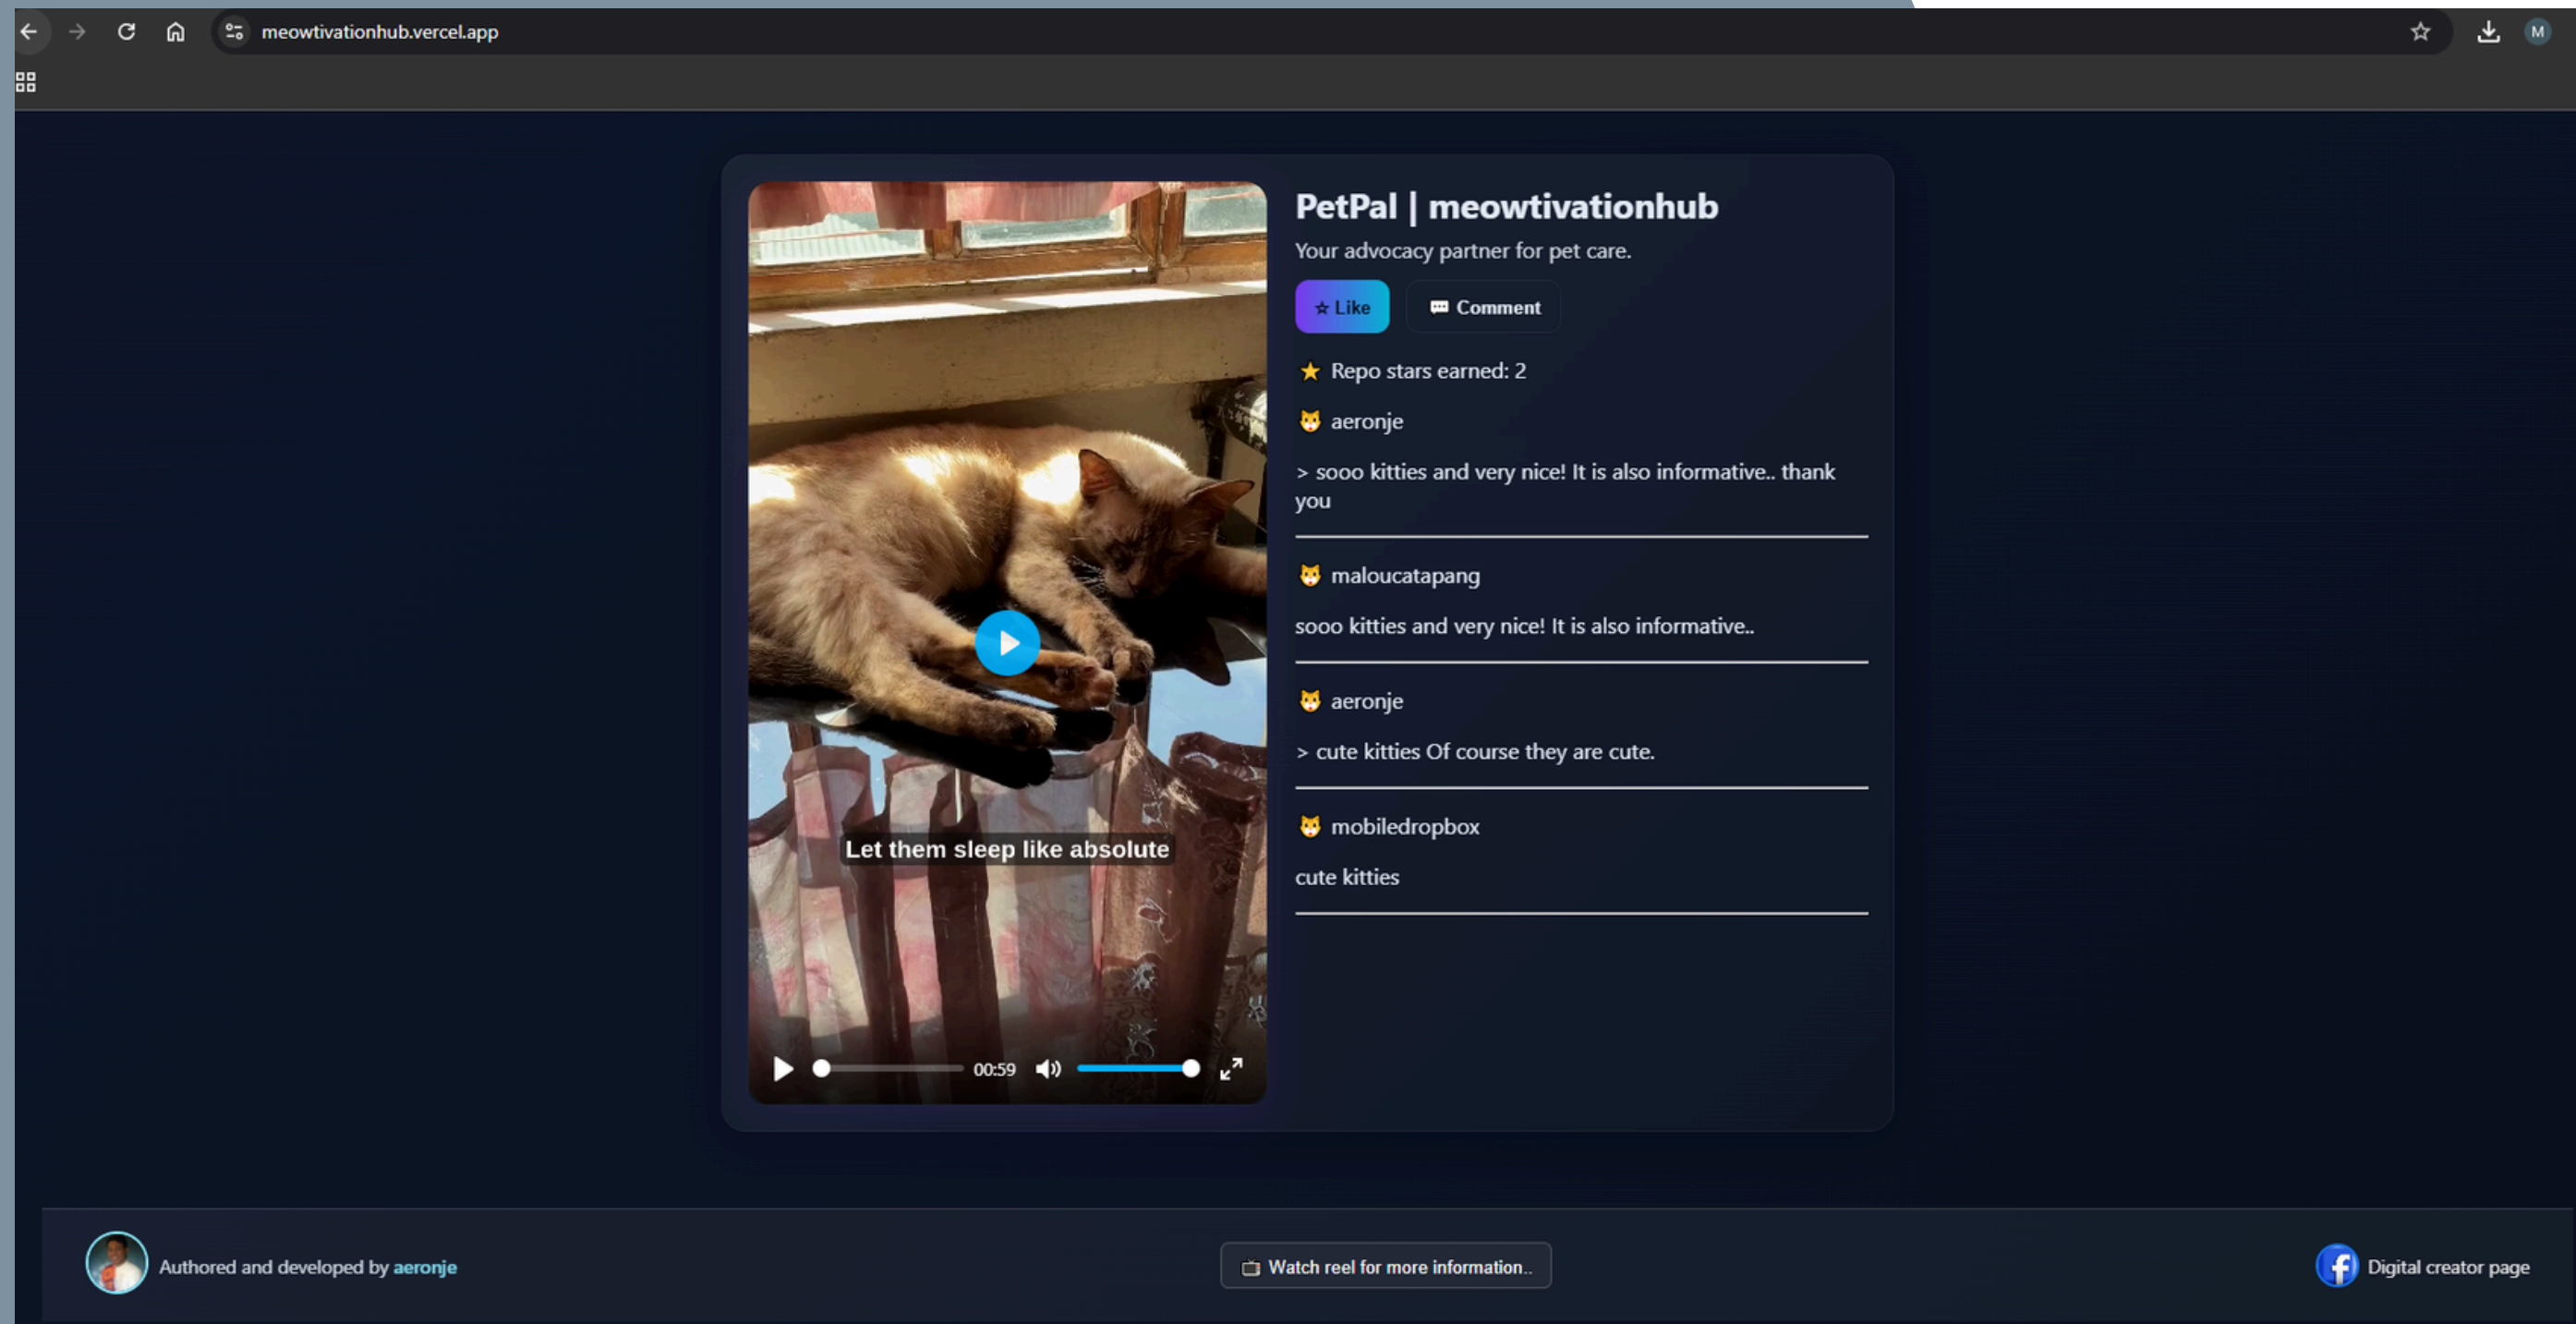 meowtivationhub.vercel.app
M
PetPal | meowtivationhub
Your advocacy partner for pet care.
☆ Like
💬 Comment
⭐ Repo stars earned: 2
🐱 aeronje
> sooo kitties and very nice! It is also informative.. thank
you
🐱 maloucatapang
sooo kitties and very nice! It is also informative..
🐱 aeronje
> cute kitties Of course they are cute.
🐱 mobiledropbox
cute kitties
Let them sleep like absolute
00:59
Authored and developed by aeronje
📺 Watch reel for more information..
Digital creator page